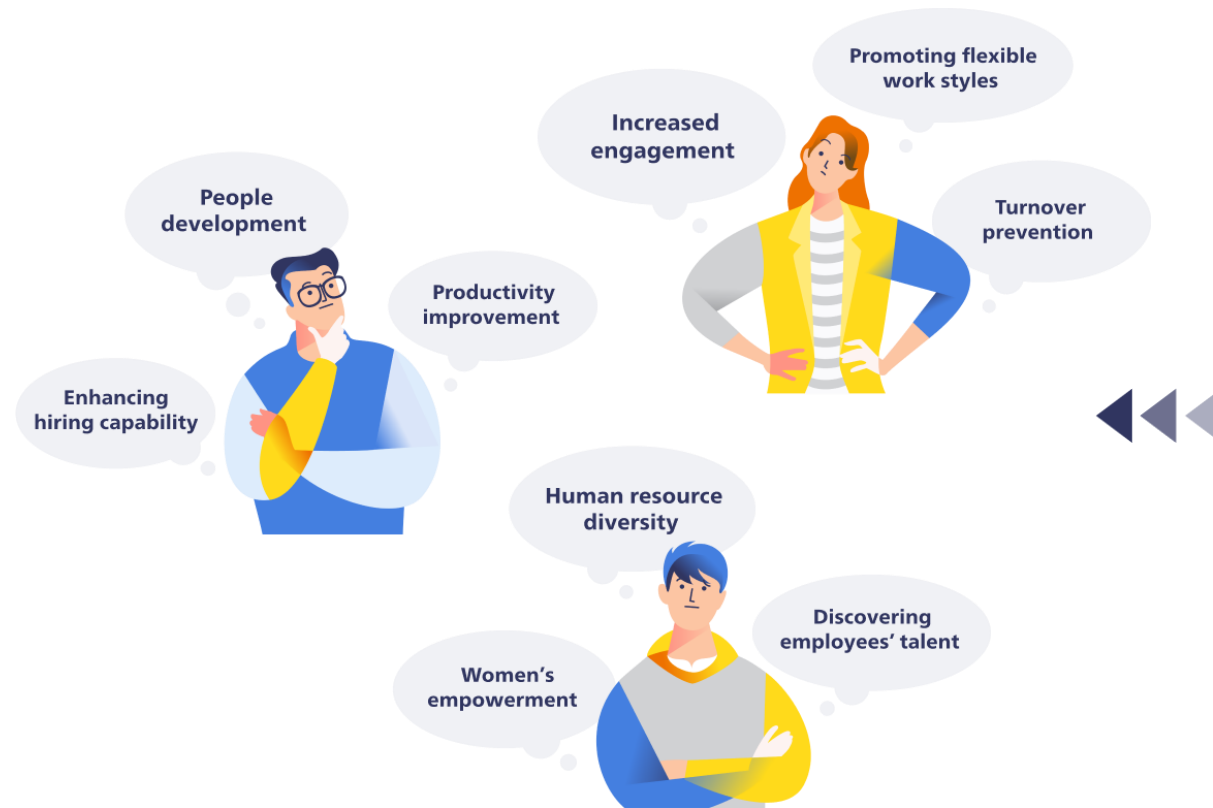 Promoting flexible
work styles
Increased
engagement
Turnover
prevention
People
development
Productivity
improvement
Enhancing
hiring capability
Human resource
diversity
Discovering
employees’ talent
Women’s
empowerment